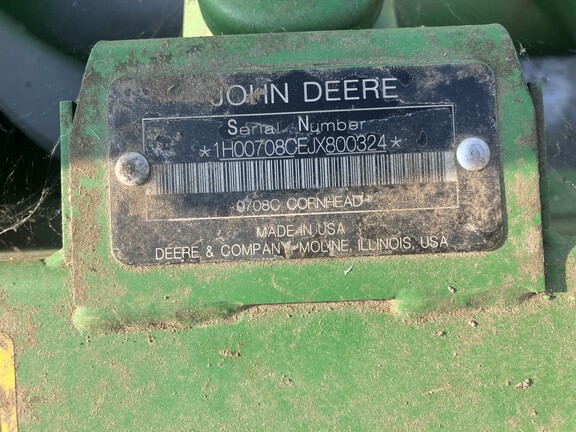 JOHN DEERE
Serial Number
*1H00708CEJX800324*
0708C CORNHEAD
MADE IN USA
DEERE & COMPANY MOLINE, ILLINOIS, USA